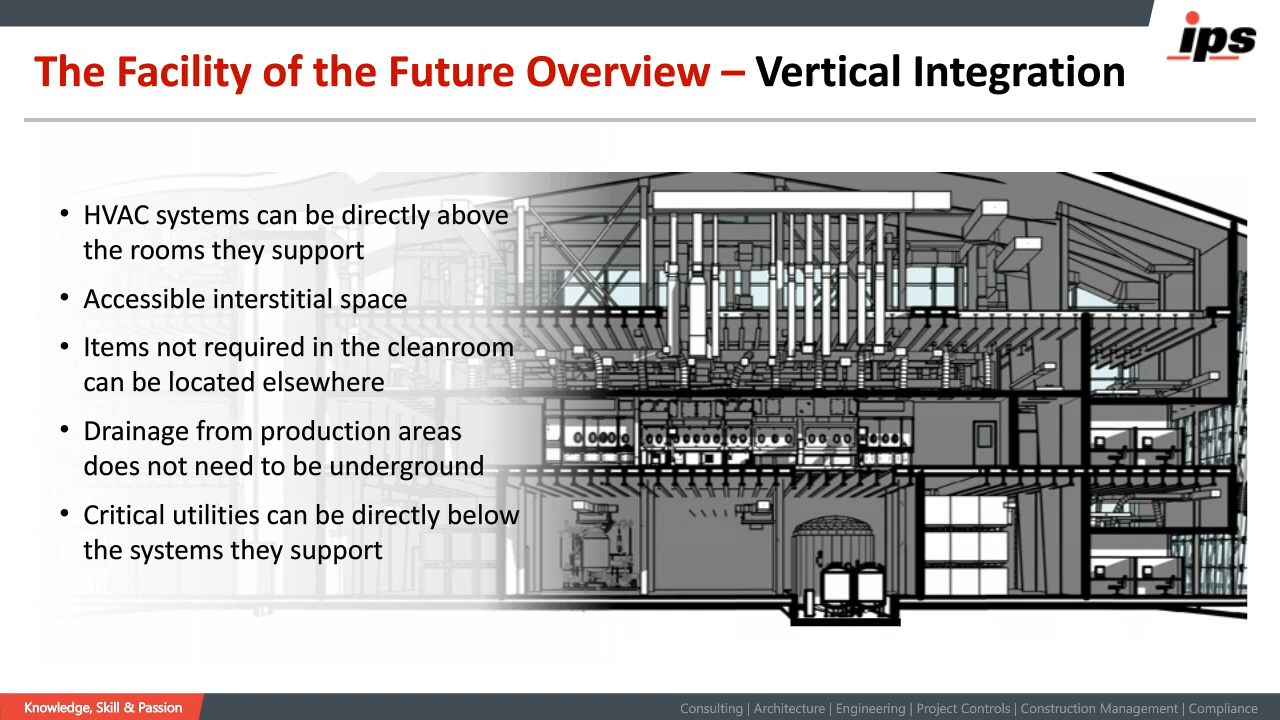 ips
The Facility of the Future Overview – Vertical Integration
• HVAC systems can be directly above
the rooms they support
• Accessible interstitial space
• Items not required in the cleanroom
can be located elsewhere
• Drainage from production areas
does not need to be underground
• Critical utilities can be directly below
the systems they support
Knowledge, Skill & Passion
Consulting | Architecture | Engineering | Project Controls | Construction Management | Compliance